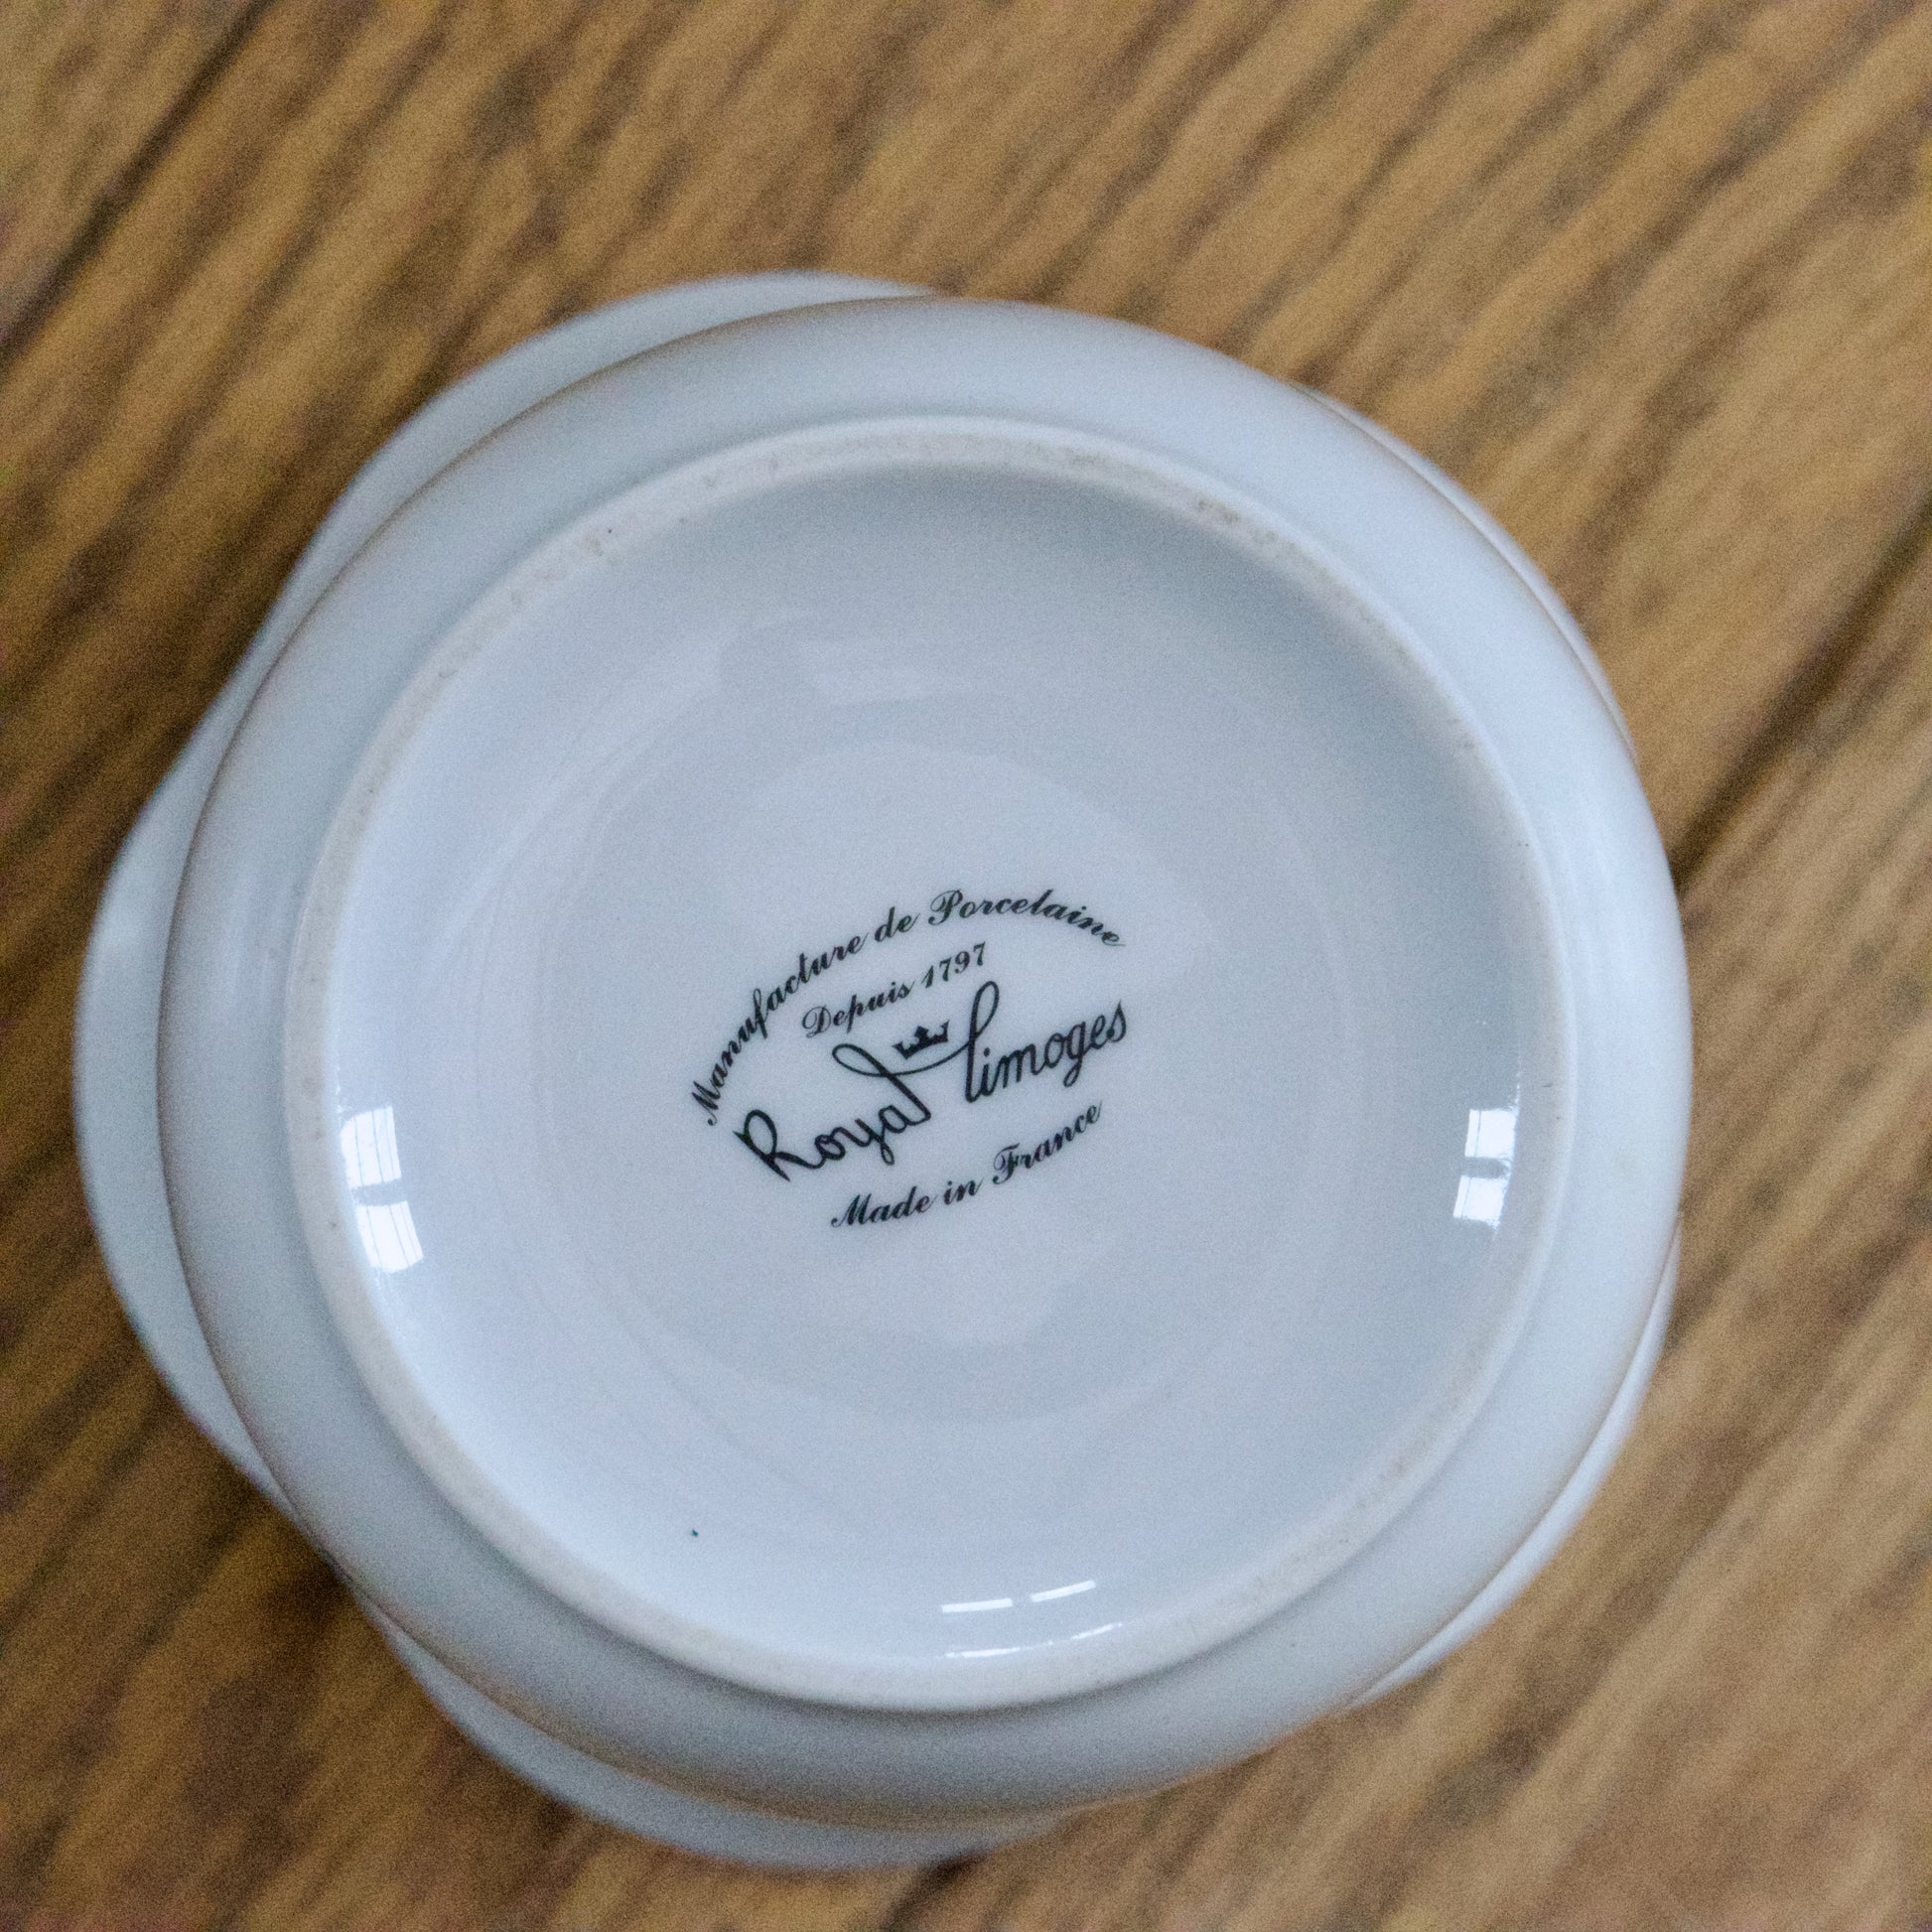 Manufacture de Porcelaine
Depuis 1797
Royal Limoges
Made in France